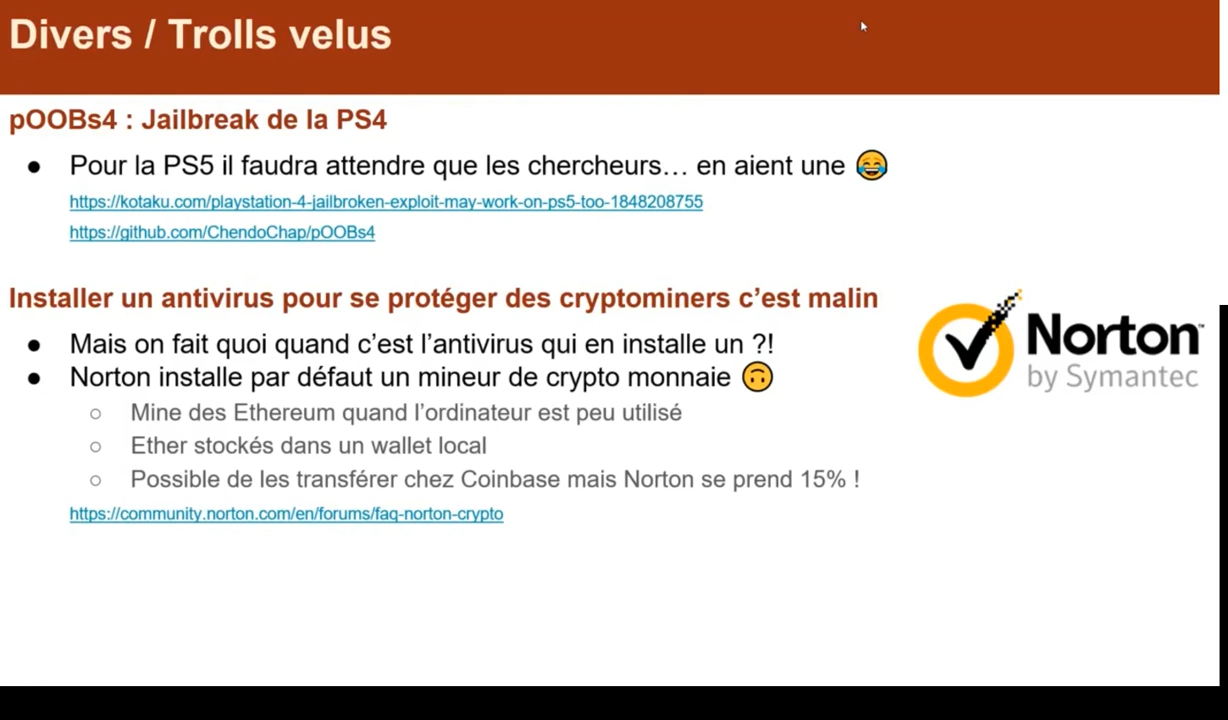 Divers / Trolls velus
pOOBs4 : Jailbreak de la PS4
● Pour la PS5 il faudra attendre que les chercheurs… en aient une 😂
https://kotaku.com/playstation-4-jailbroken-exploit-may-work-on-ps5-too-1848208755
https://github.com/ChendoChap/pOOBs4
Installer un antivirus pour se protéger des cryptominers c’est malin
● Mais on fait quoi quand c’est l’antivirus qui en installe un ?!
● Norton installe par défaut un mineur de crypto monnaie 🙃
○ Mine des Ethereum quand l’ordinateur est peu utilisé
○ Ether stockés dans un wallet local
○ Possible de les transférer chez Coinbase mais Norton se prend 15% !
https://community.norton.com/en/forums/faq-norton-crypto
Norton™
by Symantec